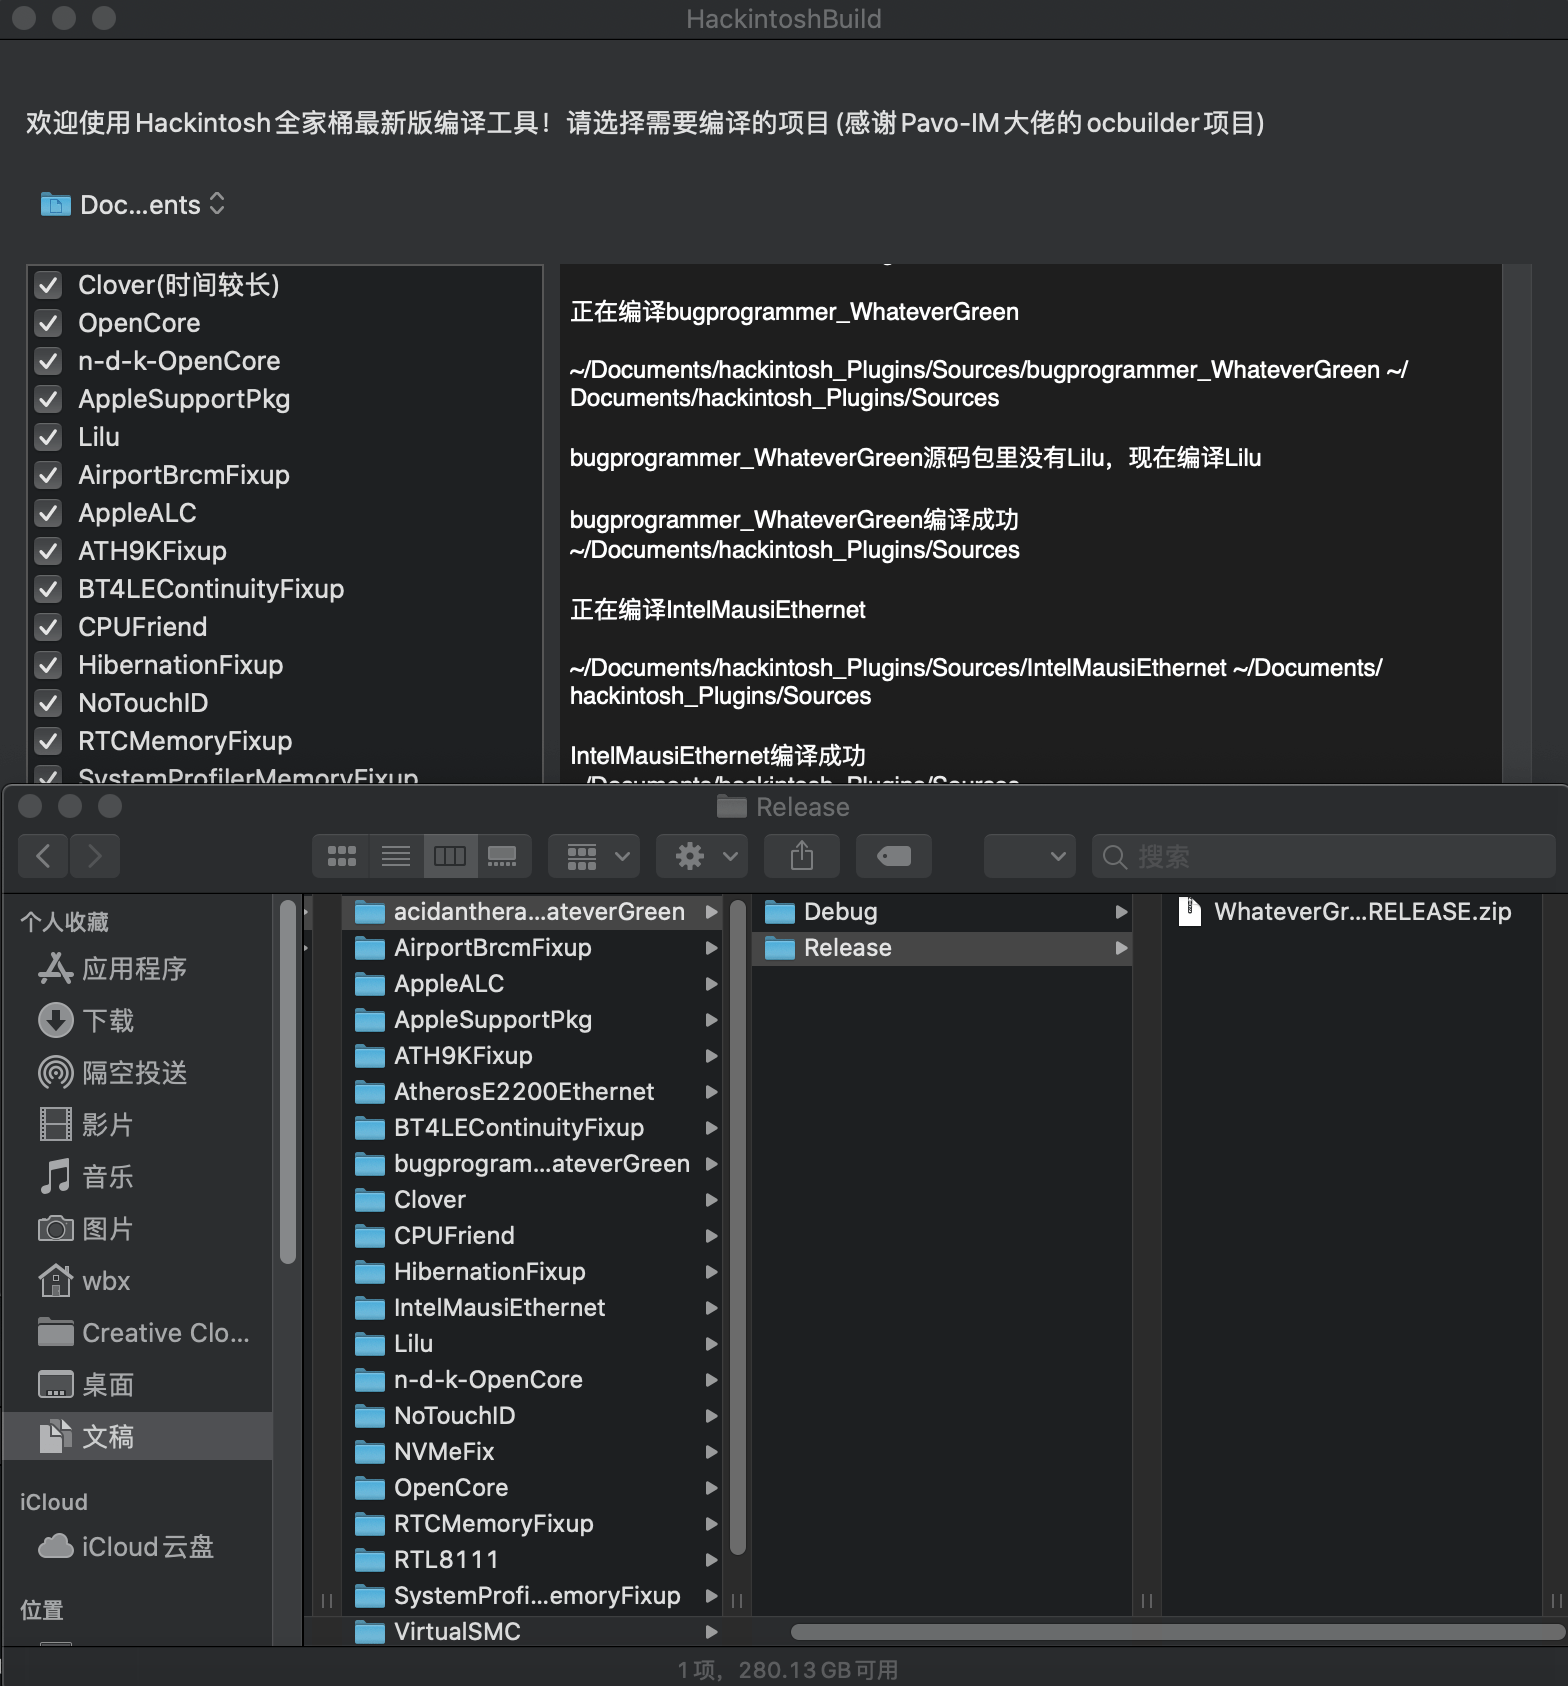 HackintoshBuild
欢迎使用Hackintosh全家桶最新版编译工具！请选择需要编译的项目(感谢Pavo-IM大佬的ocbuilder项目)
Doc...ents
Clover(时间较长)
OpenCore
n-d-k-OpenCore
AppleSupportPkg
Lilu
AirportBrcmFixup
AppleALC
ATH9KFixup
BT4LEContinuityFixup
CPUFriend
HibernationFixup
NoTouchID
RTCMemoryFixup
SystemProfilerMemoryFixup
正在编译bugprogrammer_WhateverGreen
~/Documents/hackintosh_Plugins/Sources/bugprogrammer_WhateverGreen ~/
Documents/hackintosh_Plugins/Sources
bugprogrammer_WhateverGreen源码包里没有Lilu，现在编译Lilu
bugprogrammer_WhateverGreen编译成功
~/Documents/hackintosh_Plugins/Sources
正在编译IntelMausiEthernet
~/Documents/hackintosh_Plugins/Sources/IntelMausiEthernet ~/Documents/
hackintosh_Plugins/Sources
IntelMausiEthernet编译成功
~/Documents/hackintosh_Plugins/Sources
Release
搜索
个人收藏
应用程序
下载
隔空投送
影片
音乐
图片
wbx
Creative Clo...
桌面
文稿
iCloud
iCloud云盘
位置
acidanthera...ateverGreen
AirportBrcmFixup
AppleALC
AppleSupportPkg
ATH9KFixup
AtherosE2200Ethernet
BT4LEContinuityFixup
bugprogram...ateverGreen
Clover
CPUFriend
HibernationFixup
IntelMausiEthernet
Lilu
n-d-k-OpenCore
NoTouchID
NVMeFix
OpenCore
RTCMemoryFixup
RTL8111
SystemProfi...emoryFixup
VirtualSMC
Debug
Release
WhateverGr...RELEASE.zip
1项，280.13 GB可用